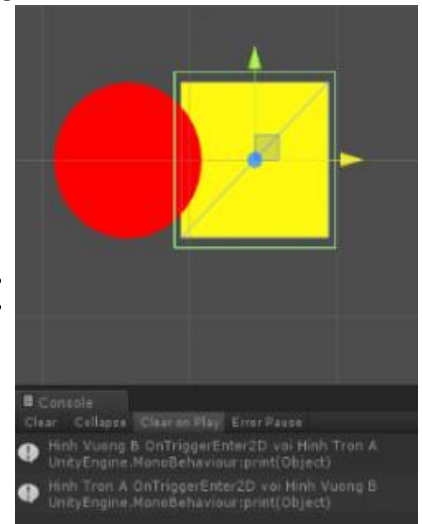 Console
Clear Collapse Clear on Play Error Pause
Hinh Vuong B OnTriggerEnter2D voi Hinh Tron A
UnityEngine.MonoBehaviour:print(Object)
Hinh Tron A OnTriggerEnter2D voi Hinh Vuong B
UnityEngine.MonoBehaviour:print(Object)